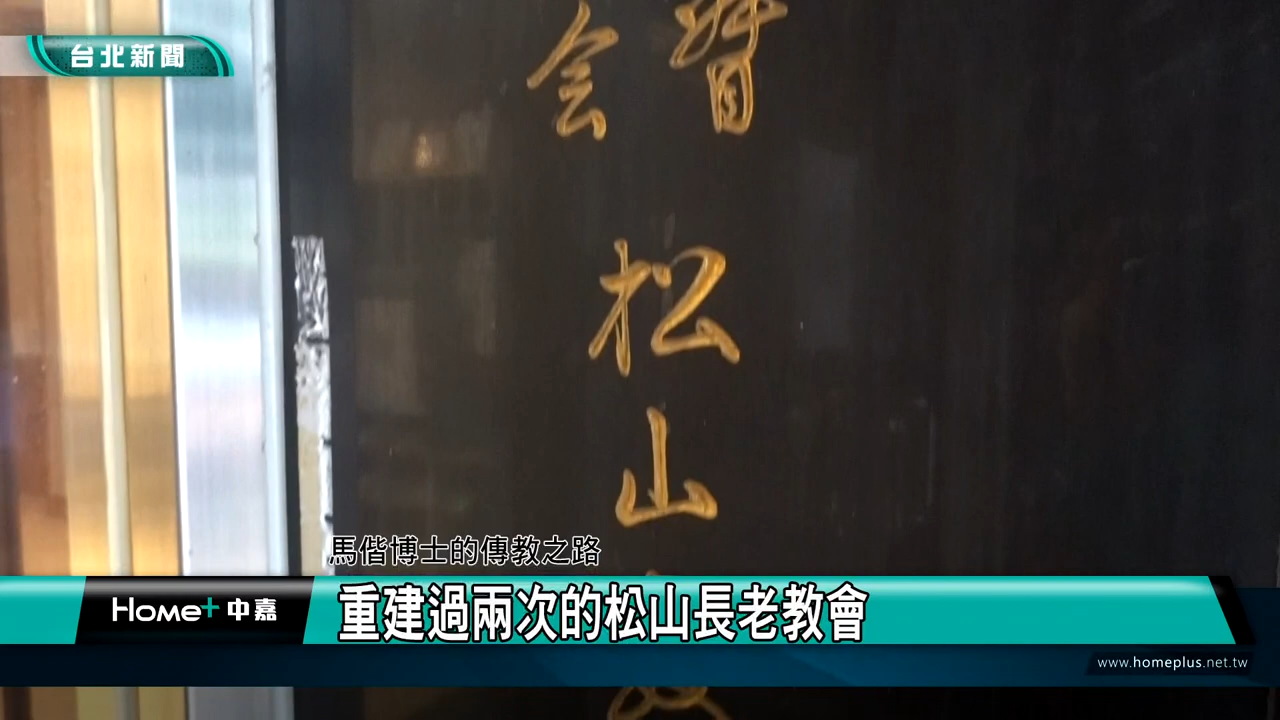 台北新聞
会
松
山
馬偕博士的傳教之路
Home+中嘉
重建過兩次的松山長老教會
www.homeplus.net.tw